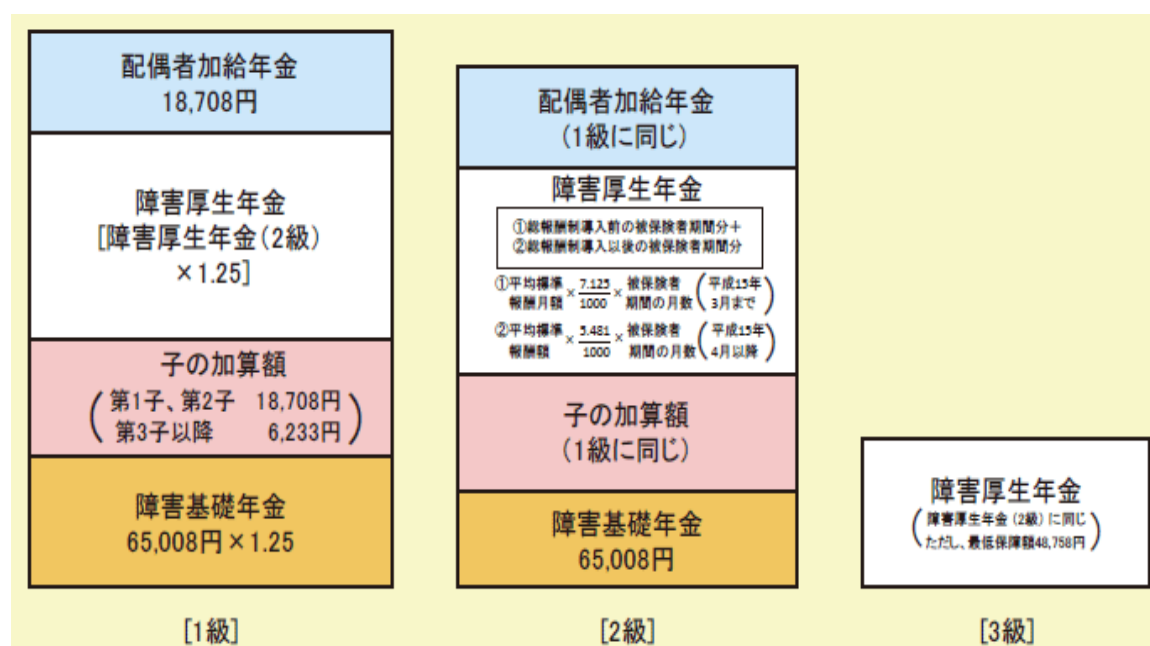 配偶者加給年金
18,708円
障害厚生年金
[障害厚生年金(2級)
×1.25]
子の加算額
(第1子、第2子 18,708円
第3子以降 6,233円)
障害基礎年金
65,008円×1.25
[1級]
配偶者加給年金
(1級に同じ)
障害厚生年金
①総報酬制導入前の被保険者期間分+
②総報酬制導入以後の被保険者期間分
①平均標準報酬月額×7.125/1000×被保険者期間の月数(平成15年3月まで)
②平均標準報酬額×5.481/1000×被保険者期間の月数(平成15年4月以降)
子の加算額
(1級に同じ)
障害基礎年金
65,008円
[2級]
障害厚生年金
(障害厚生年金(2級)に同じ
ただし、最低保障額48,758円)
[3級]